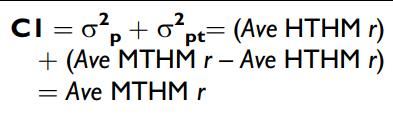 CI = σ²p + σ²pt= (Ave HTHM r)
+ (Ave MTHM r – Ave HTHM r)
= Ave MTHM r